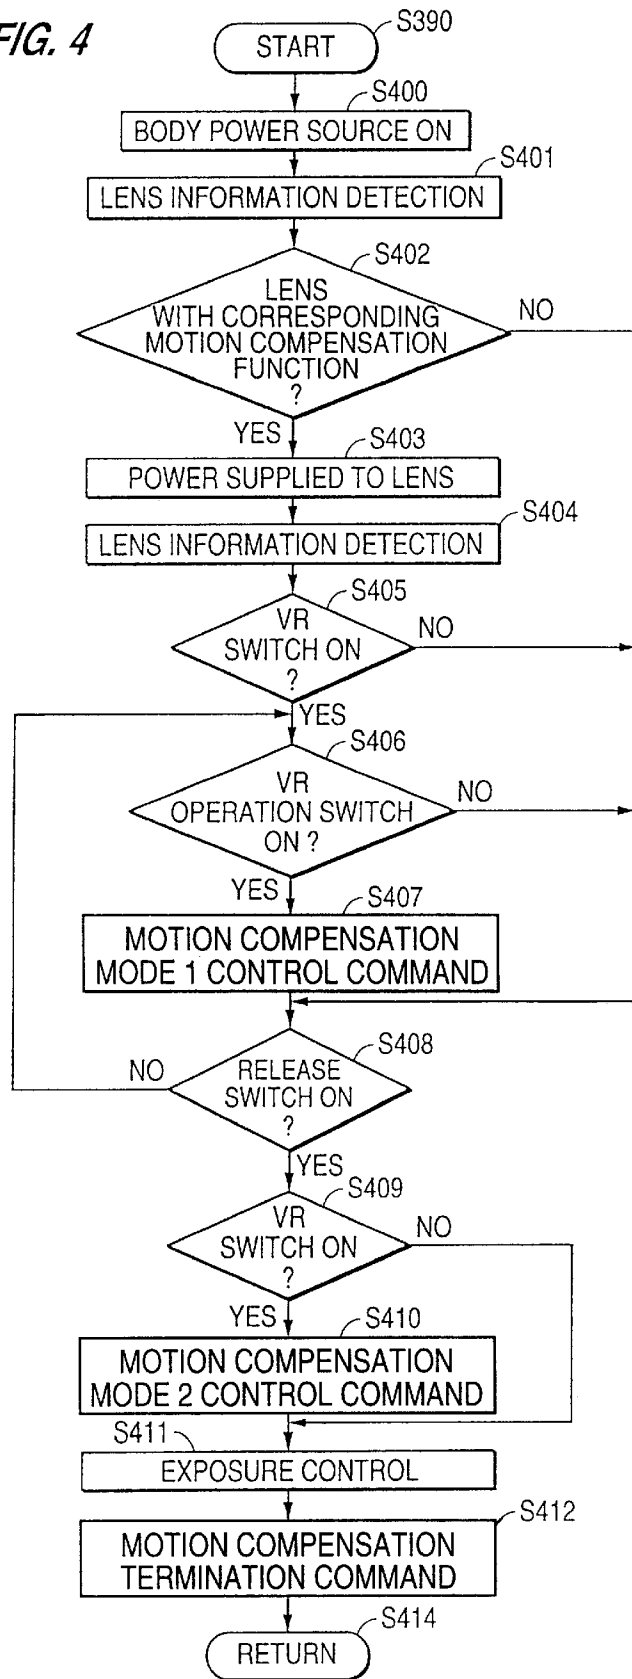 FIG. 4
START
S390
S400
BODY POWER SOURCE ON
S401
LENS INFORMATION DETECTION
S402
LENS
WITH CORRESPONDING
MOTION COMPENSATION
FUNCTION
?
NO
YES
S403
POWER SUPPLIED TO LENS
S404
LENS INFORMATION DETECTION
S405
VR
SWITCH ON
?
NO
YES
S406
VR
OPERATION SWITCH
ON ?
NO
YES
S407
MOTION COMPENSATION
MODE 1 CONTROL COMMAND
S408
NO
RELEASE
SWITCH ON
?
YES
S409
VR
SWITCH ON
?
NO
YES
S410
MOTION COMPENSATION
MODE 2 CONTROL COMMAND
S411
EXPOSURE CONTROL
S412
MOTION COMPENSATION
TERMINATION COMMAND
S414
RETURN